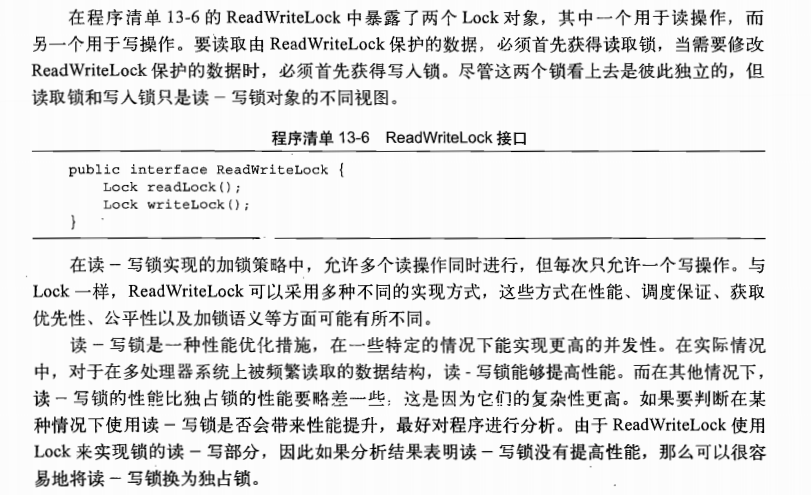 在程序清单 13-6 的 ReadWriteLock 中暴露了两个 Lock 对象，其中一个用于读操作，而
另一个用于写操作。要读取由 ReadWriteLock 保护的数据，必须首先获得读取锁，当需要修改
ReadWriteLock 保护的数据时，必须首先获得写入锁。尽管这两个锁看上去是彼此独立的，但
读取锁和写入锁只是读－写锁对象的不同视图。
程序清单 13-6 ReadWriteLock 接口
public interface ReadWriteLock {
Lock readLock();
Lock writeLock();
}
在读－写锁实现的加锁策略中，允许多个读操作同时进行，但每次只允许一个写操作。与
Lock 一样，ReadWriteLock 可以采用多种不同的实现方式，这些方式在性能、调度保证、获取
优先性、公平性以及加锁语义等方面可能有所不同。
读－写锁是一种性能优化措施，在一些特定的情况下能实现更高的并发性。在实际情况
中，对于在多处理器系统上被频繁读取的数据结构，读 - 写锁能够提高性能。而在其他情况下，
读－写锁的性能比独占锁的性能要略差一些，这是因为它们的复杂性更高。如果要判断在某
种情况下使用读－写锁是否会带来性能提升，最好对程序进行分析。由于 ReadWriteLock 使用
Lock 来实现锁的读－写部分，因此如果分析结果表明读－写锁没有提高性能，那么可以很容
易地将读－写锁换为独占锁。